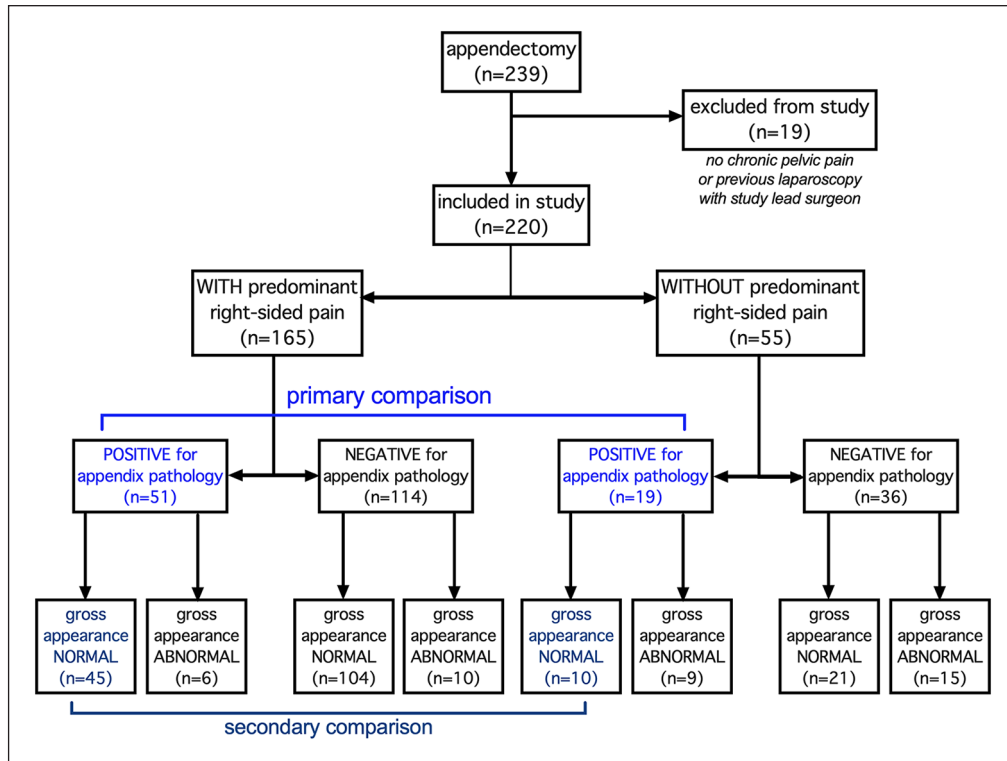 appendectomy
(n=239)
excluded from study
(n=19)
no chronic pelvic pain
or previous laparoscopy
with study lead surgeon
included in study
(n=220)
WITH predominant
right-sided pain
(n=165)
WITHOUT predominant
right-sided pain
(n=55)
primary comparison
POSITIVE for
appendix pathology
(n=51)
NEGATIVE for
appendix pathology
(n=114)
POSITIVE for
appendix pathology
(n=19)
NEGATIVE for
appendix pathology
(n=36)
gross
appearance
NORMAL
(n=45)
gross
appearance
ABNORMAL
(n=6)
gross
appearance
NORMAL
(n=104)
gross
appearance
ABNORMAL
(n=10)
gross
appearance
NORMAL
(n=10)
gross
appearance
ABNORMAL
(n=9)
gross
appearance
NORMAL
(n=21)
gross
appearance
ABNORMAL
(n=15)
secondary comparison